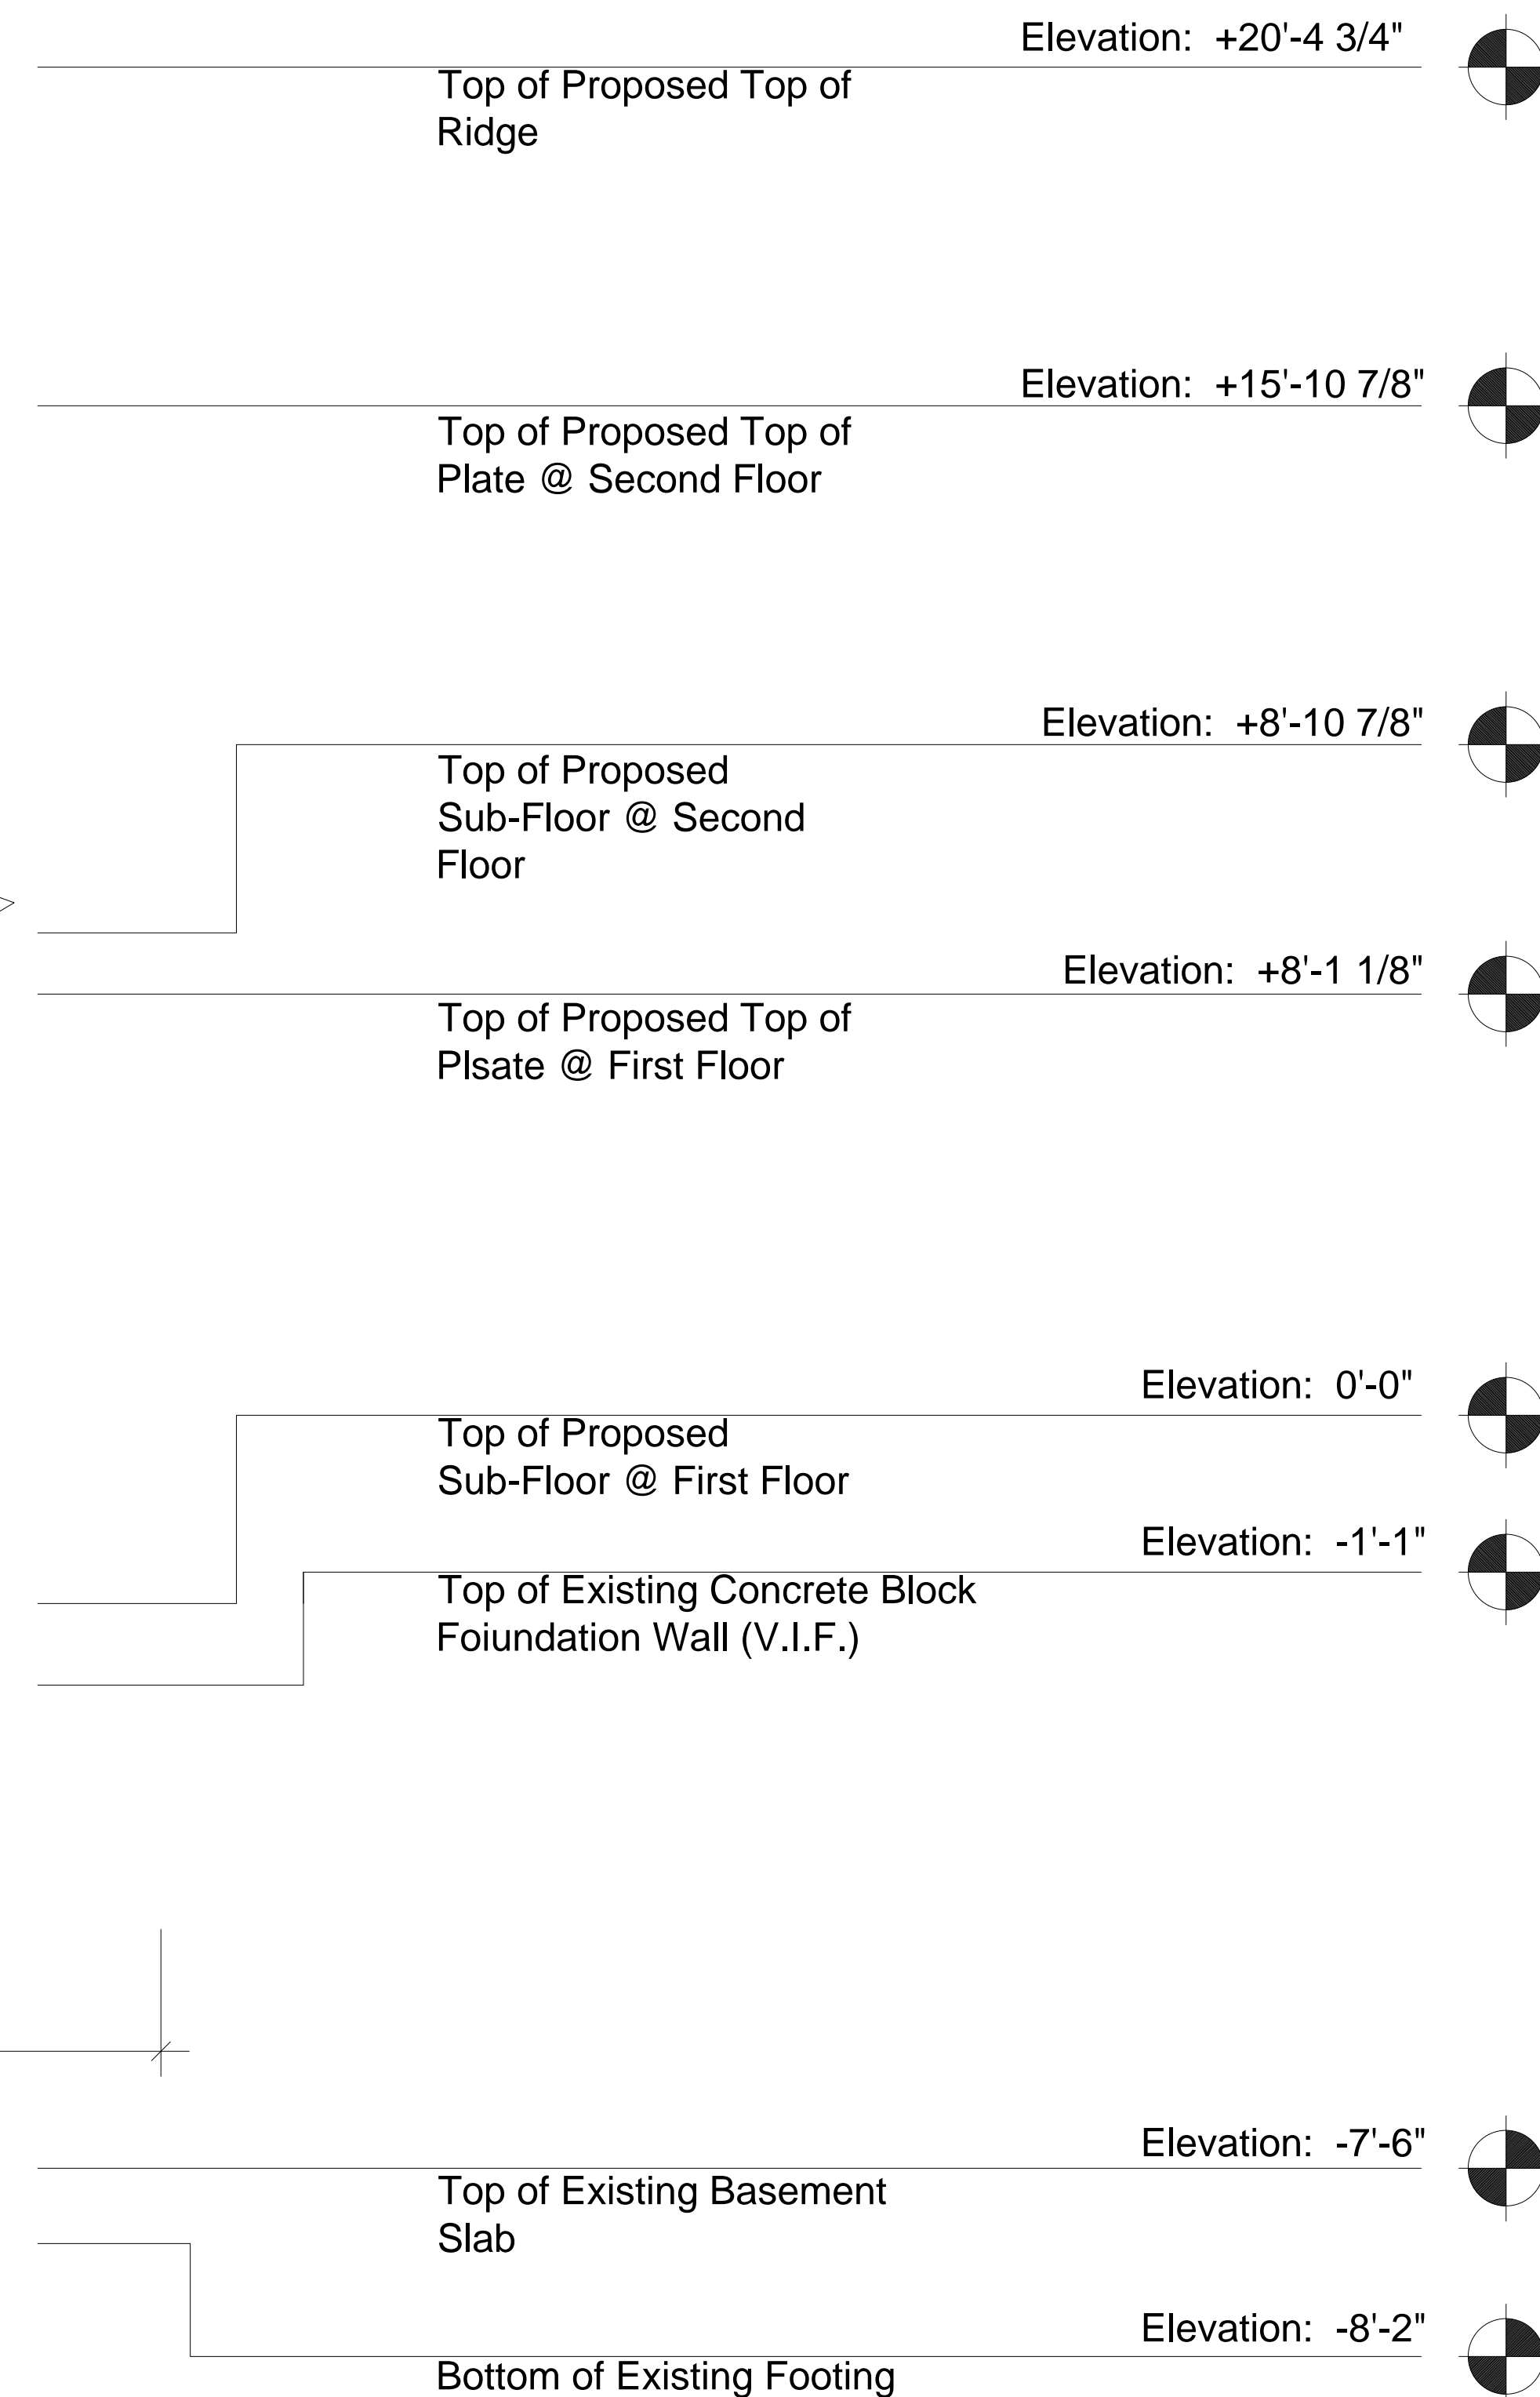 Elevation: +20'-4 3/4"
Top of Proposed Top of
Ridge
Elevation: +15'-10 7/8"
Top of Proposed Top of
Plate @ Second Floor
Elevation: +8'-10 7/8"
Top of Proposed
Sub-Floor @ Second
Floor
Elevation: +8'-1 1/8"
Top of Proposed Top of
Plsate @ First Floor
Elevation: 0'-0"
Top of Proposed
Sub-Floor @ First Floor
Elevation: -1'-1"
Top of Existing Concrete Block
Foiundation Wall (V.I.F.)
Elevation: -7'-6"
Top of Existing Basement
Slab
Elevation: -8'-2"
Bottom of Existing Footing